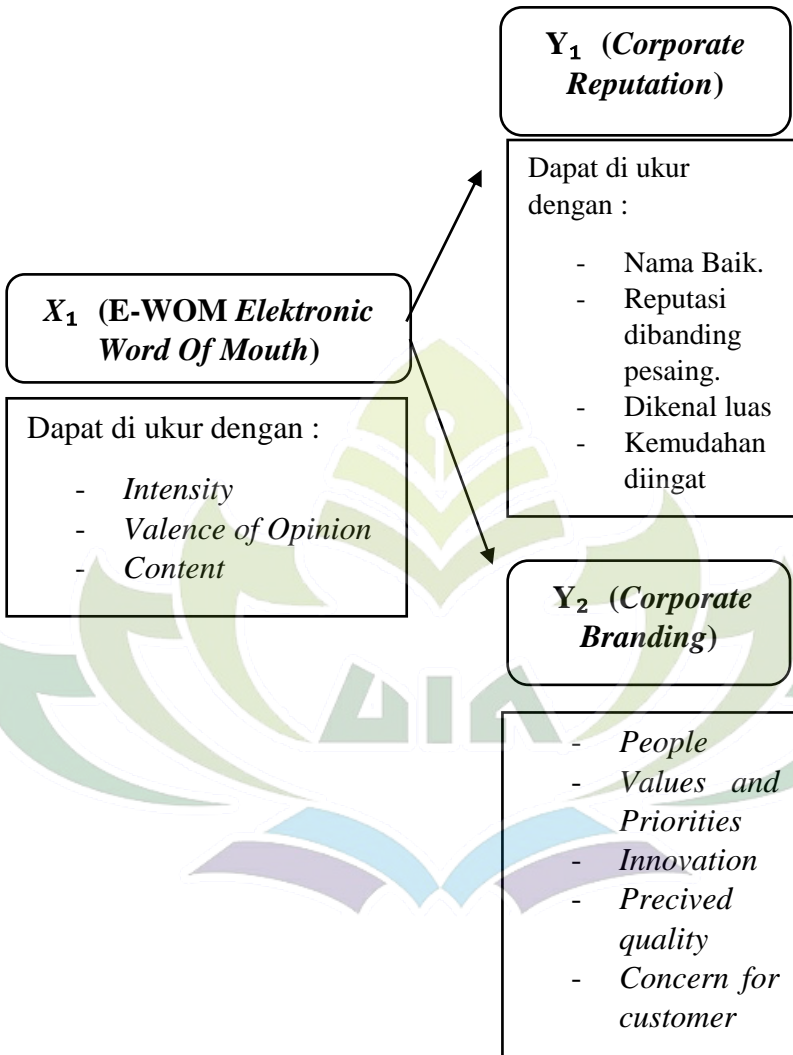 Y₁ (Corporate
Reputation)
Dapat di ukur
dengan :
- Nama Baik.
- Reputasi
dibanding
pesaing.
- Dikenal luas
- Kemudahan
diingat
X₁ (E-WOM Elektronic
Word Of Mouth)
Dapat di ukur dengan :
- Intensity
- Valence of Opinion
- Content
Y₂ (Corporate
Branding)
- People
- Values and
Priorities
- Innovation
- Precived
quality
- Concern for
customer
UIN